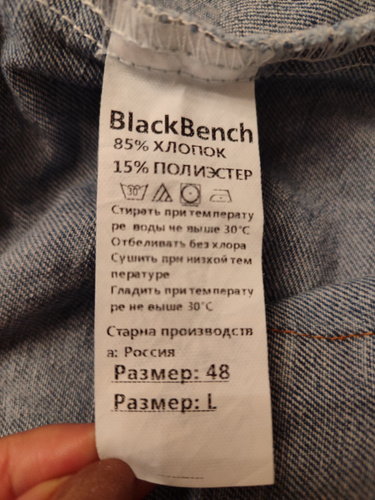 BlackBench
85% ХЛОПОК
15% ПОЛИЭСТЕР
30°
Стирать при температу
ре воды не выше 30°C
Отбеливать без хлора
Сушить при низкой тем
пературе
Гладить при температу
ре не выше 30°C
Старна производств
а: Россия
Размер: 48
Размер: L